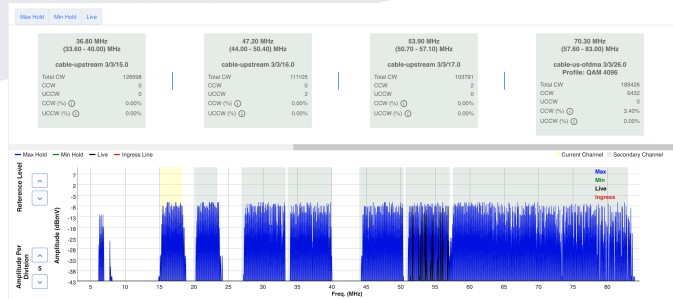 Max Hold Min Hold Live
36.80 MHz
(33.60 - 40.00) MHz
cable-upstream 3/3/15.0
Total CW 126698
CCW 0
UCCW 0
CCW (%) 0.00%
UCCW (%) 0.00%
47.20 MHz
(44.00 - 50.40) MHz
cable-upstream 3/3/16.0
Total CW 111105
CCW 0
UCCW 2
CCW (%) 0.00%
UCCW (%) 0.00%
53.90 MHz
(50.70 - 57.10) MHz
cable-upstream 3/3/17.0
Total CW 103791
CCW 2
UCCW 0
CCW (%) 0.00%
UCCW (%) 0.00%
70.30 MHz
(57.60 - 83.00) MHz
cable-us-ofdma 3/3/26.0
Profile: QAM 4096
Total CW 189426
CCW 6432
UCCW 0
CCW (%) 3.40%
UCCW (%) 0.00%
Max Hold Min Hold Live Ingress Line
Current Channel Secondary Channel
Reference Level
Amplitude Per
Division
5
Amplitude (dBmV)
7
2
-3
-8
-13
-18
-23
-28
-33
-38
-43
Max
Min
Live
Ingress
5 10 15 20 25 30 35 40 45 50 55 60 65 70 75 80
Freq. (MHz)